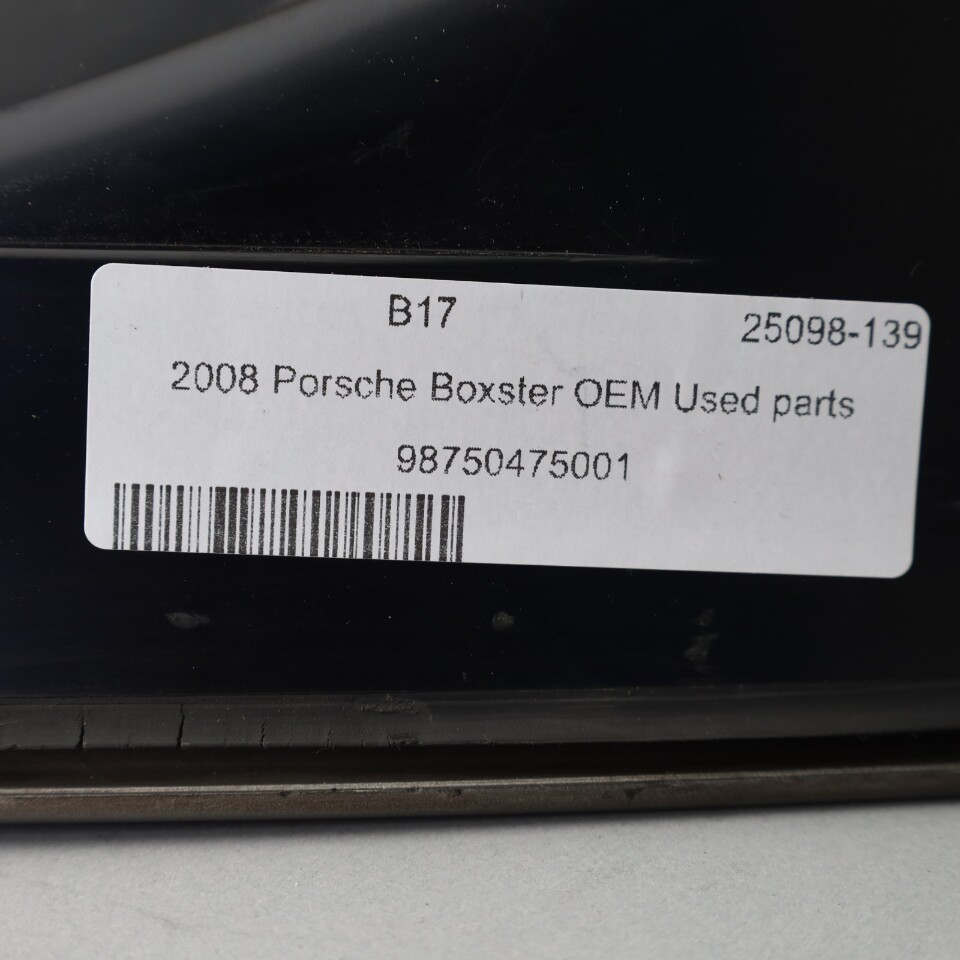 B17
25098-139
2008 Porsche Boxster OEM Used parts
98750475001